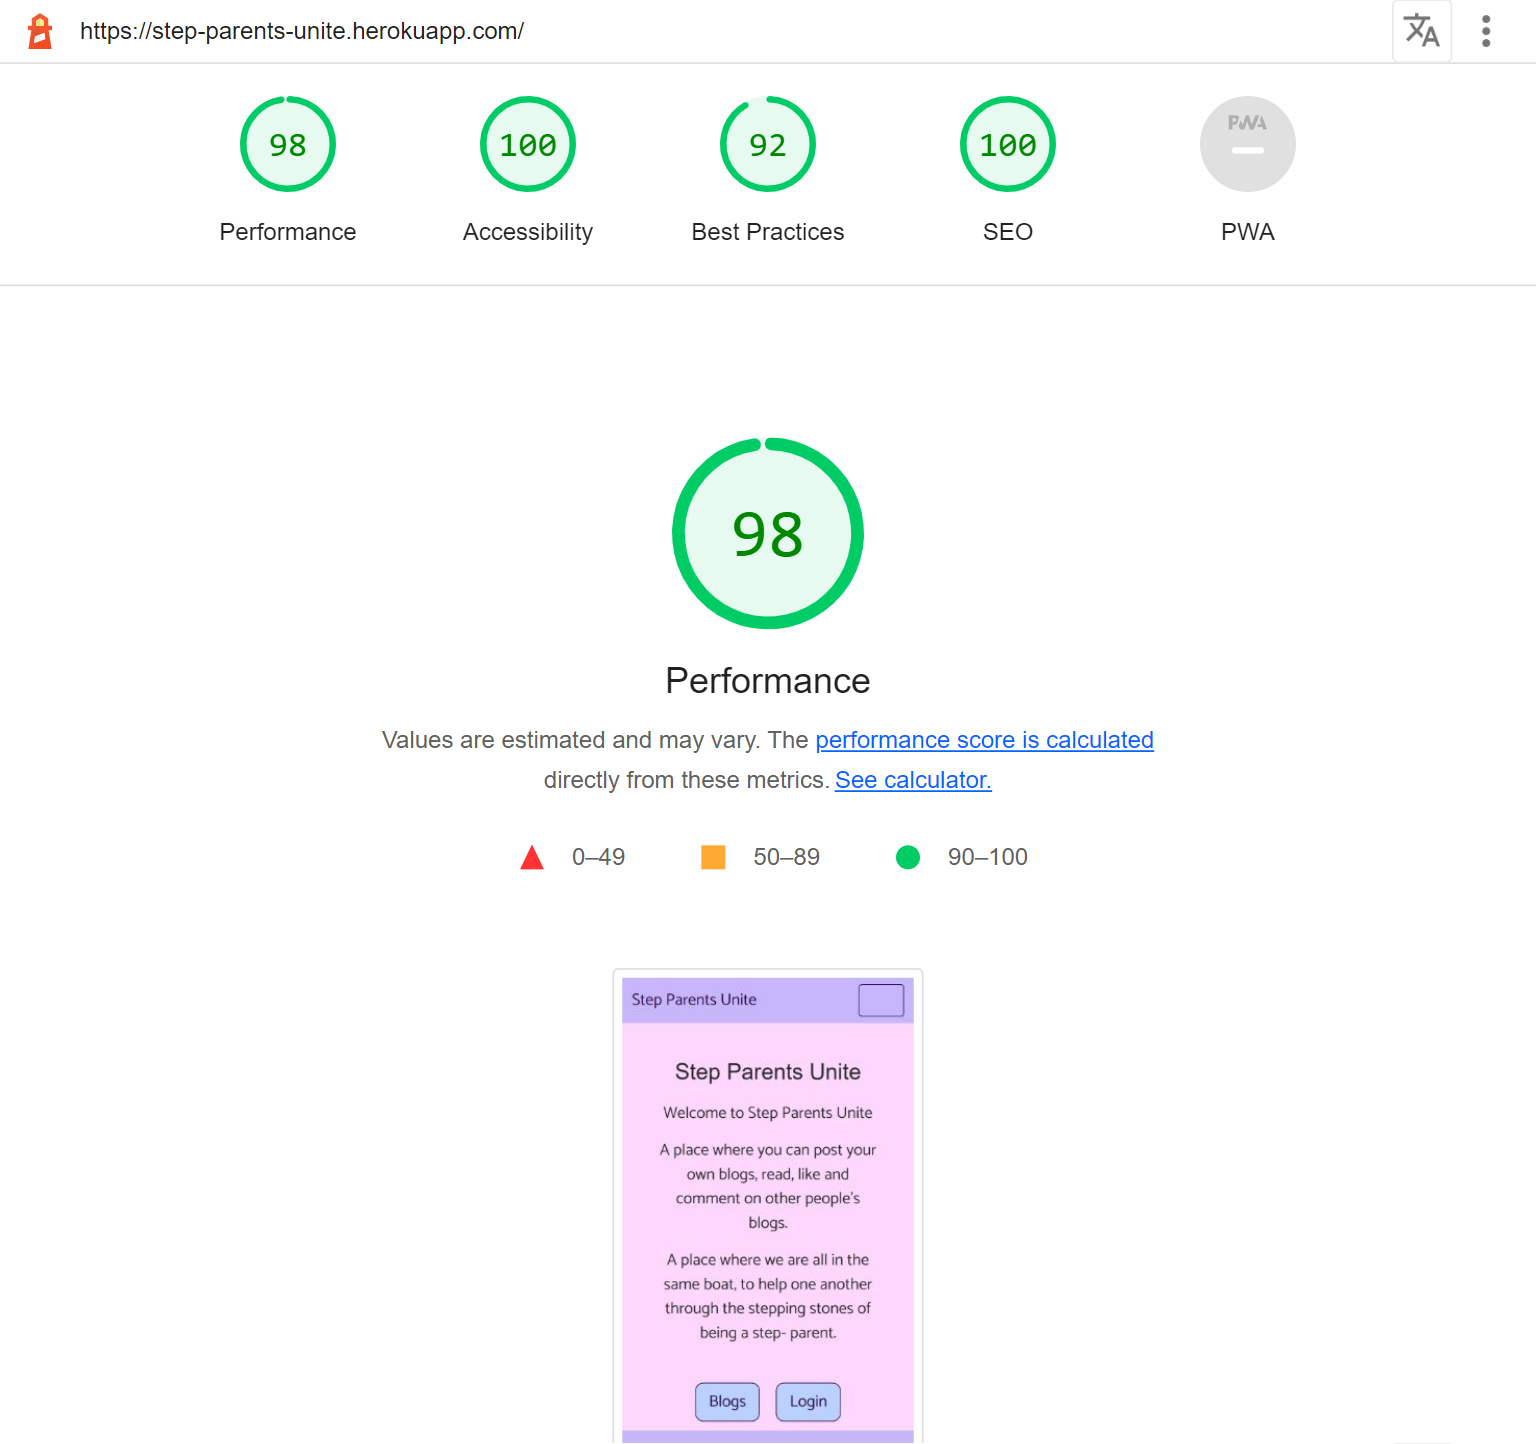 https://step-parents-unite.herokuapp.com/
98 100 92 100 PWA
Performance Accessibility Best Practices SEO PWA
98
Performance
Values are estimated and may vary. The performance score is calculated
directly from these metrics. See calculator.
0–49 50–89 90–100
Step Parents Unite
Step Parents Unite
Welcome to Step Parents Unite
A place where you can post your
own blogs, read, like and
comment on other people's
blogs.
A place where we are all in the
same boat, to help one another
through the stepping stones of
being a step- parent.
Blogs Login